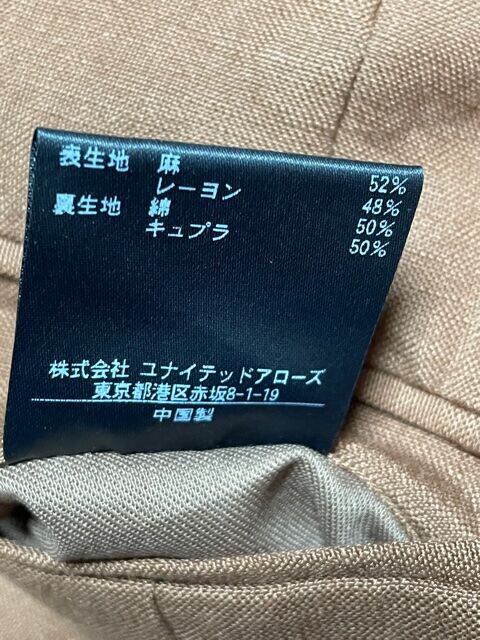 表生地 麻 52%
レーヨン 48%
裏生地 綿 50%
キュプラ 50%
株式会社 ユナイテッドアローズ
東京都港区赤坂8-1-19
中国製